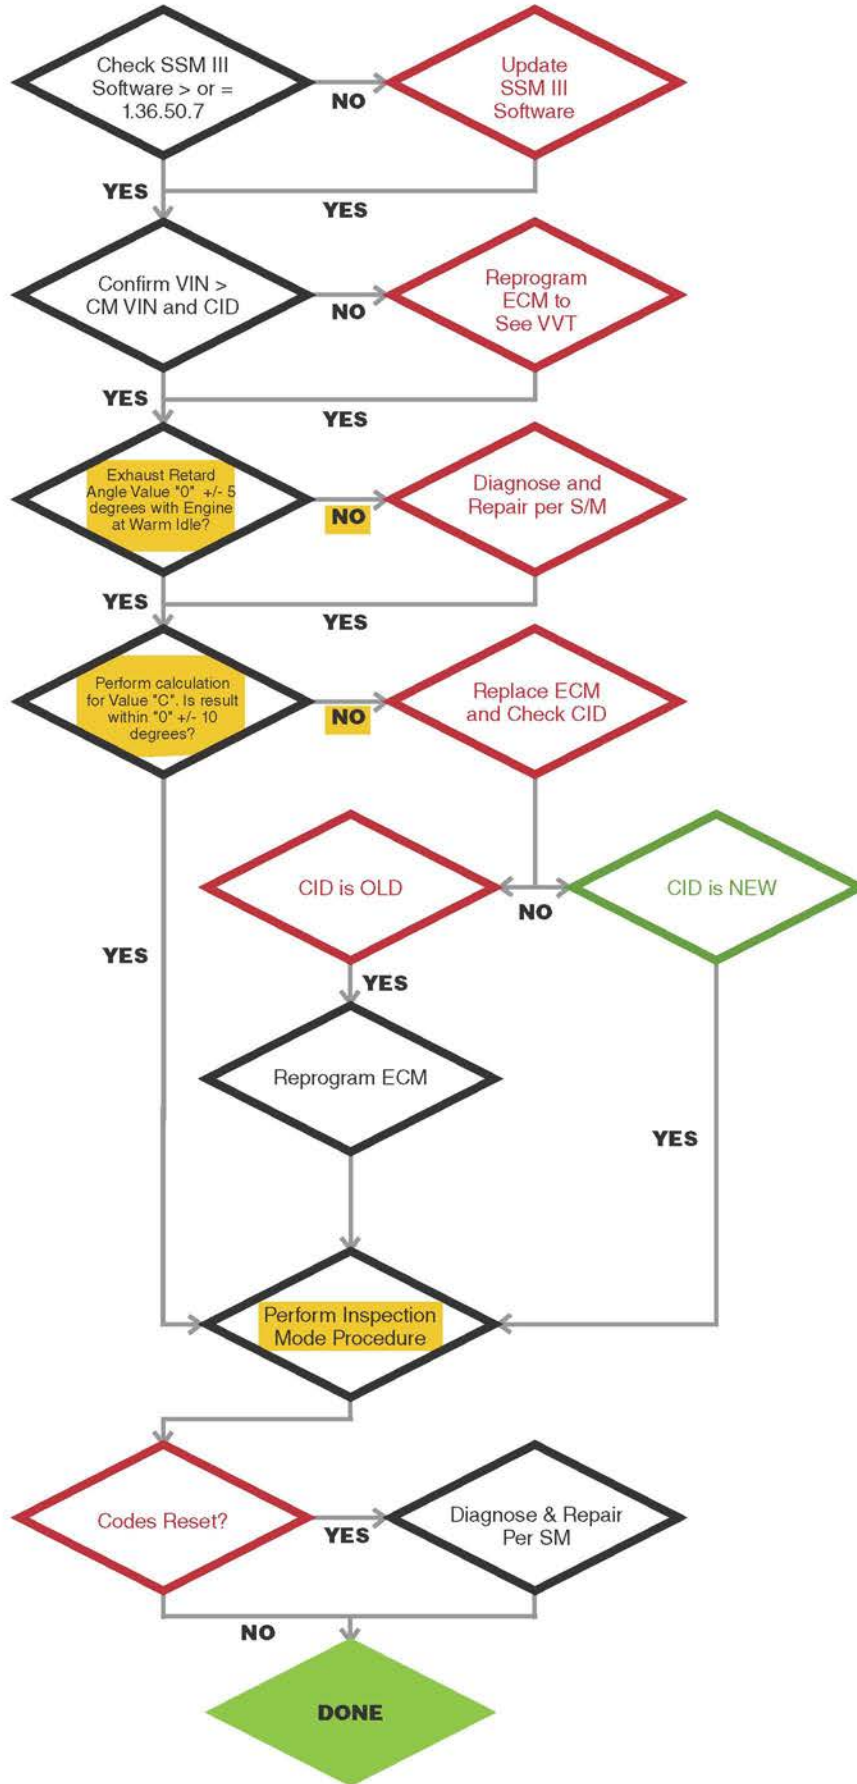 Check SSM III
Software > or =
1.36.50.7
NO
Update
SSM III
Software
YES
YES
Confirm VIN >
CM VIN and CID
NO
Reprogram
ECM to
See VVT
YES
YES
Exhaust Retard
Angle Value "0" +/- 5
degrees with Engine
at Warm Idle?
NO
Diagnose and
Repair per S/M
YES
YES
Perform calculation
for Value "C". Is result
within "0" +/- 10
degrees?
NO
Replace ECM
and Check CID
CID is OLD
NO
CID is NEW
YES
YES
Reprogram ECM
YES
Perform Inspection
Mode Procedure
Codes Reset?
YES
Diagnose & Repair
Per SM
NO
DONE